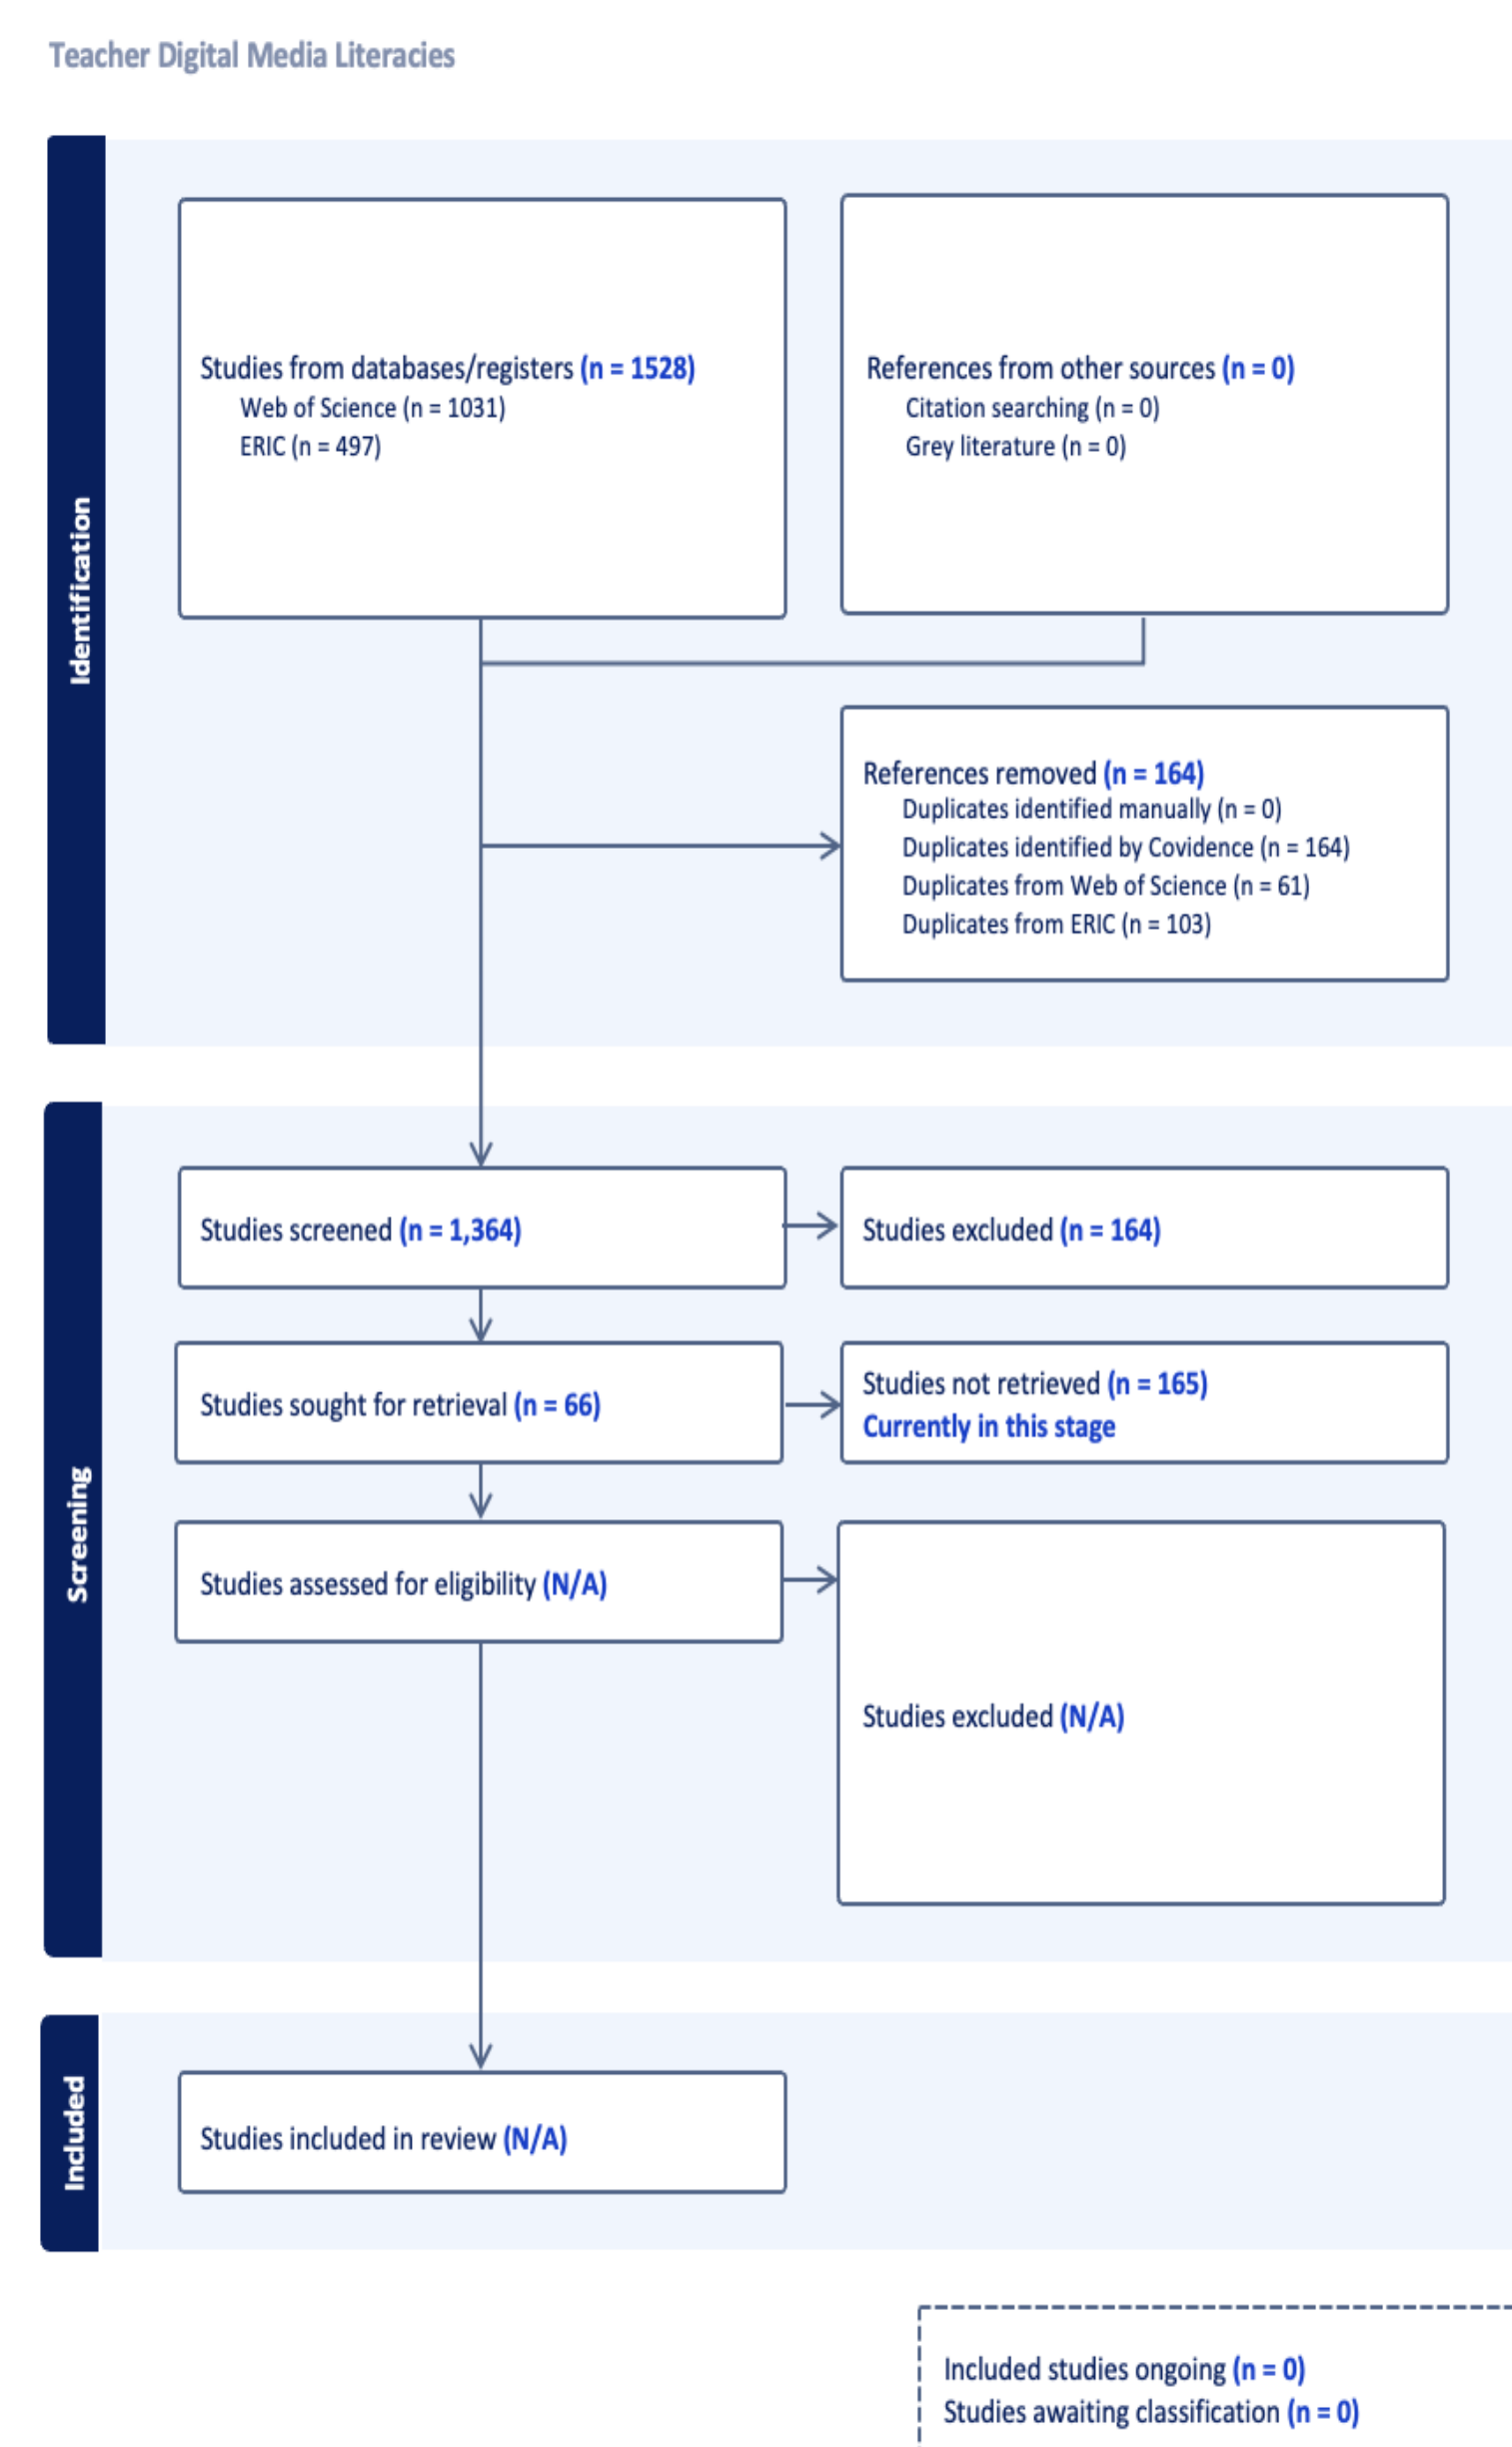 Teacher Digital Media Literacies
Identification
Studies from databases/registers (n = 1528)
Web of Science (n = 1031)
ERIC (n = 497)
References from other sources (n = 0)
Citation searching (n = 0)
Grey literature (n = 0)
References removed (n = 164)
Duplicates identified manually (n = 0)
Duplicates identified by Covidence (n = 164)
Duplicates from Web of Science (n = 61)
Duplicates from ERIC (n = 103)
Screening
Studies screened (n = 1,364)
Studies excluded (n = 164)
Studies sought for retrieval (n = 66)
Studies not retrieved (n = 165)
Currently in this stage
Studies assessed for eligibility (N/A)
Studies excluded (N/A)
Included
Studies included in review (N/A)
Included studies ongoing (n = 0)
Studies awaiting classification (n = 0)